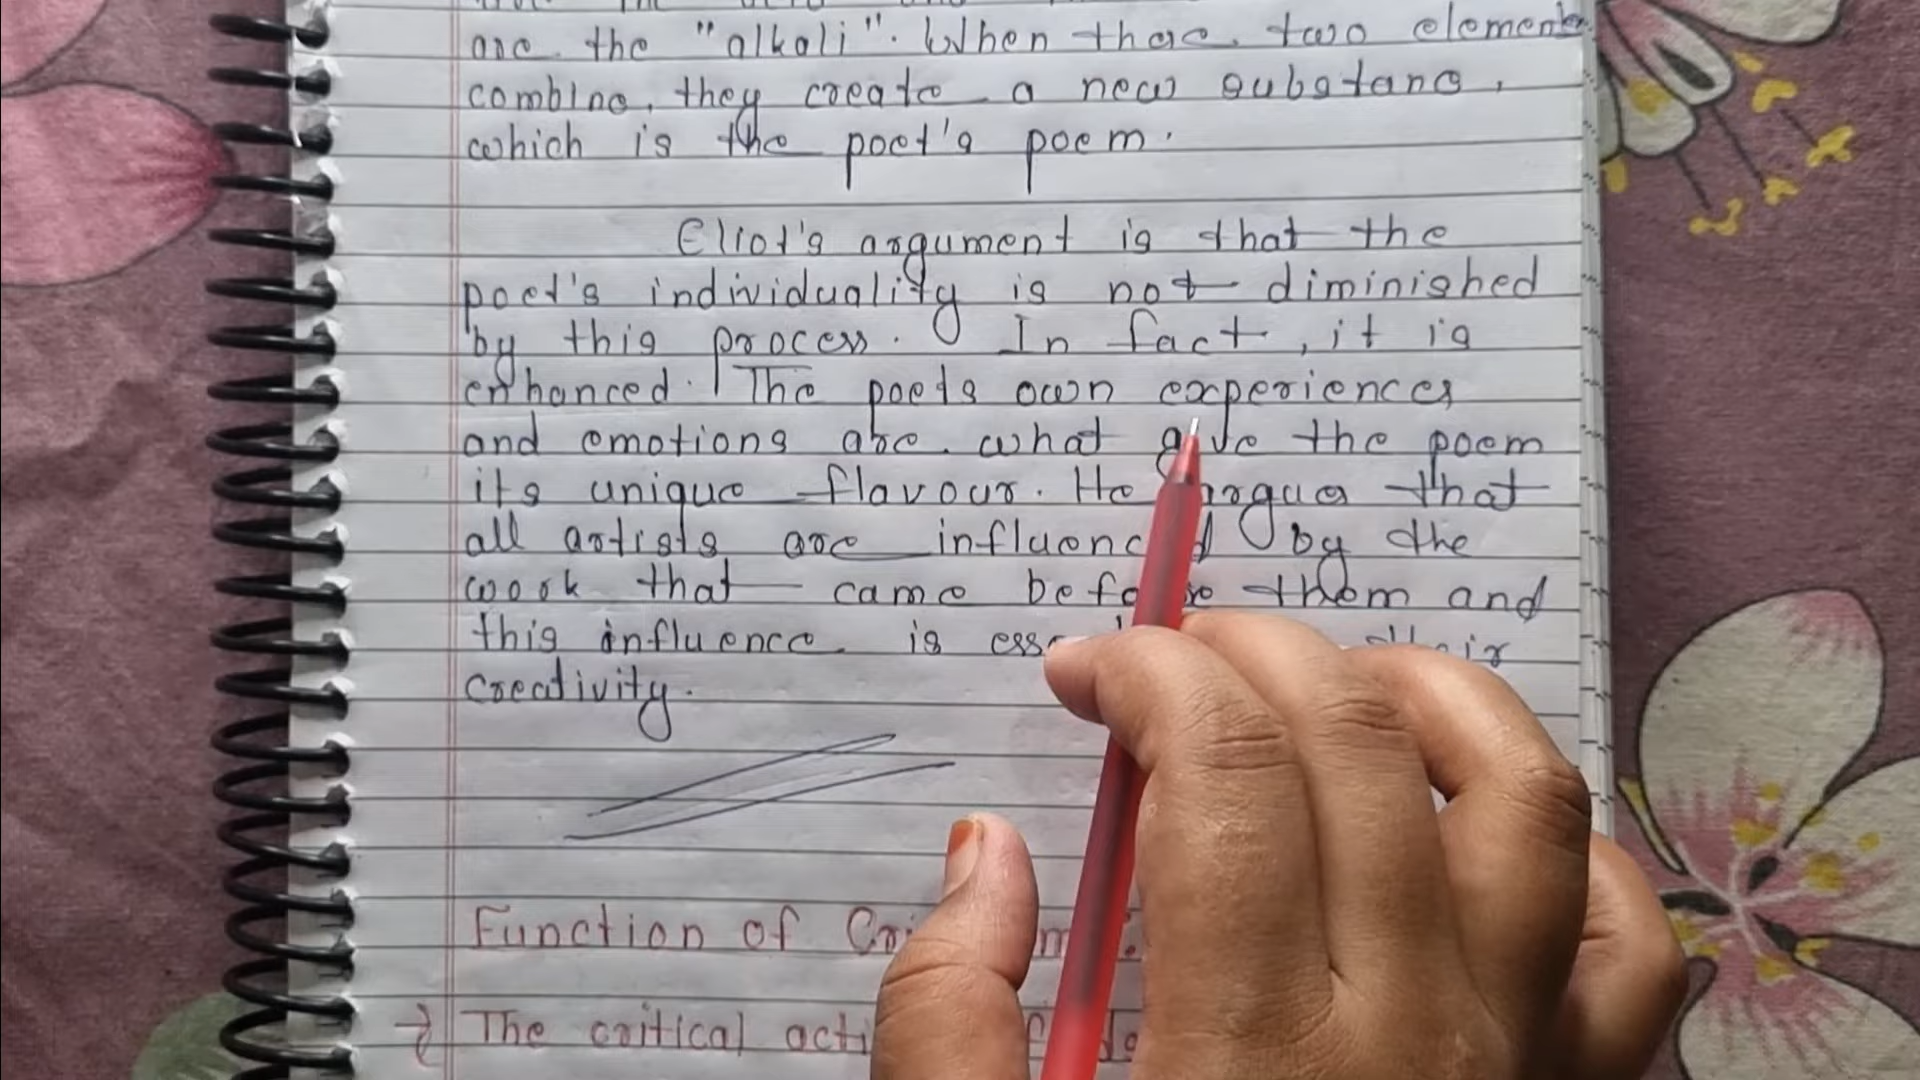 are the "alkali". When these two element
combine, they create a new substanc,
which is the poet's poem.
Eliot's argument is that the
poet's individuality is not diminished
by this process. In fact, it is
enhanced. The poets own experiences
and emotions are what give the poem
its unique flavour. He argues that
all artists are influenced by the
work that came before them and
this influence is their
creativity.
Function of
The critical